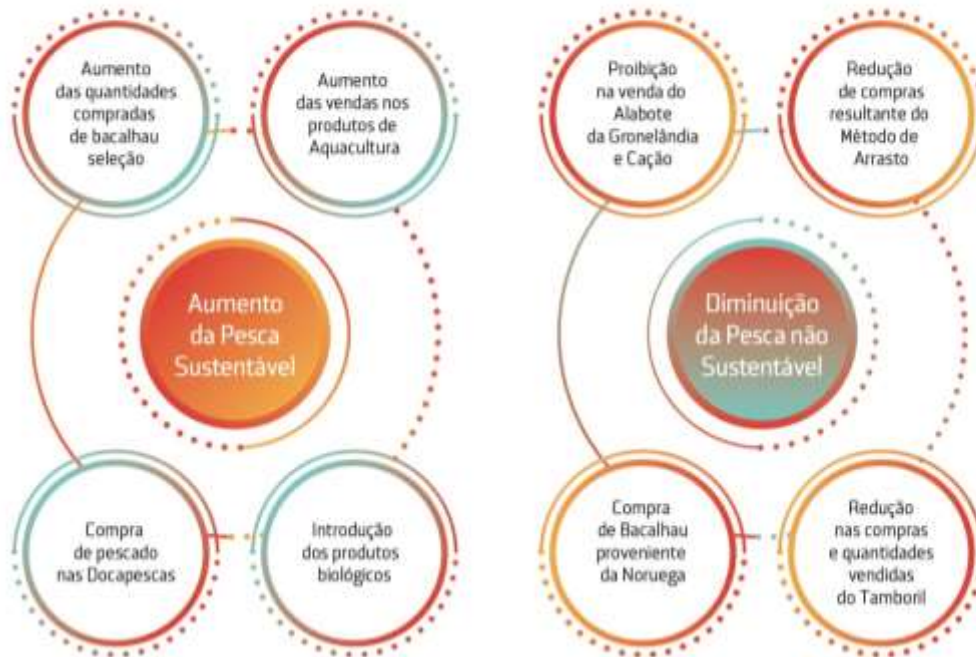 Aumento
das quantidades
compradas
de bacalhau
seleção
Aumento
das vendas nos
produtos de
Aquacultura
Aumento
da Pesca
Sustentável
Compra
de pescado
nas Docapescas
Introdução
dos produtos
biológicos
Proibição
na venda do
Alabote
da Gronelândia
e Cação
Redução
de compras
resultante do
Método de
Arrasto
Diminuição
da Pesca não
Sustentável
Compra
de Bacalhau
proveniente
da Noruega
Redução
nas compras
e quantidades
vendidas
do Tamboril